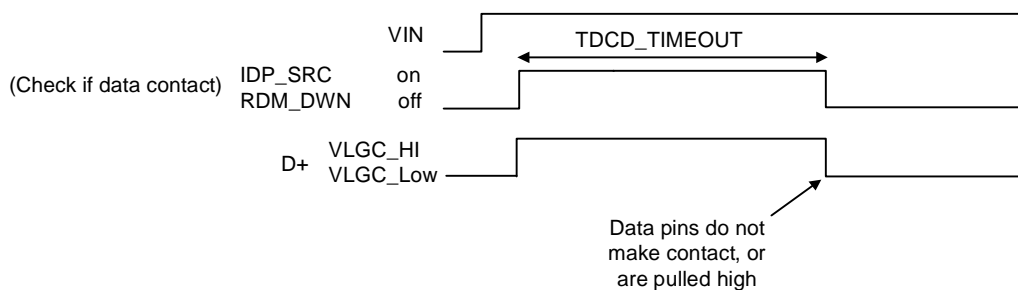 VIN
TDCD_TIMEOUT
(Check if data contact)
IDP_SRC on
RDM_DWN off
D+
VLGC_HI
VLGC_Low
Data pins do not
make contact, or
are pulled high